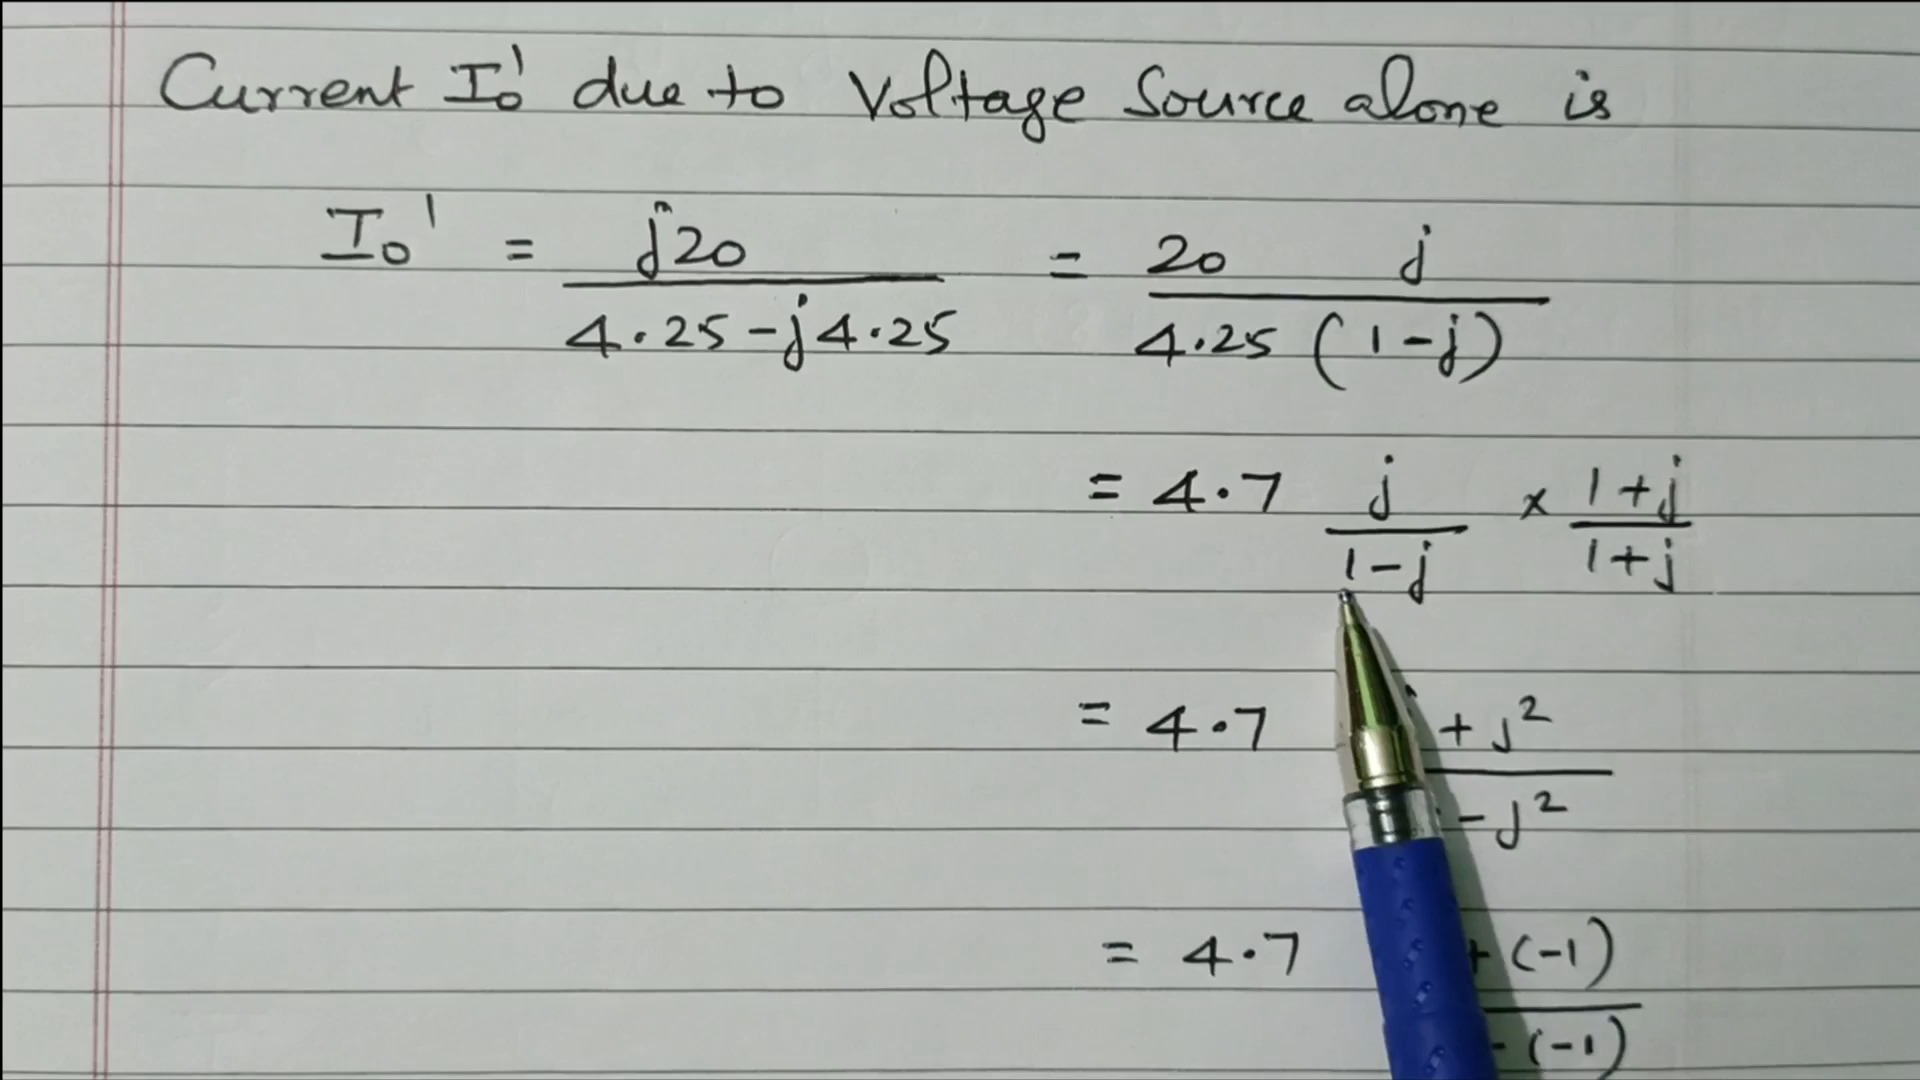 Current I₀' due to Voltage Source alone is
I₀' = j20 / 4.25 - j4.25 = 20 j / 4.25 (1 - j)
= 4.7 j / 1 - j × 1 + j / 1 + j
= 4.7 + j² / - j²
= 4.7 + (-1) / - (-1)